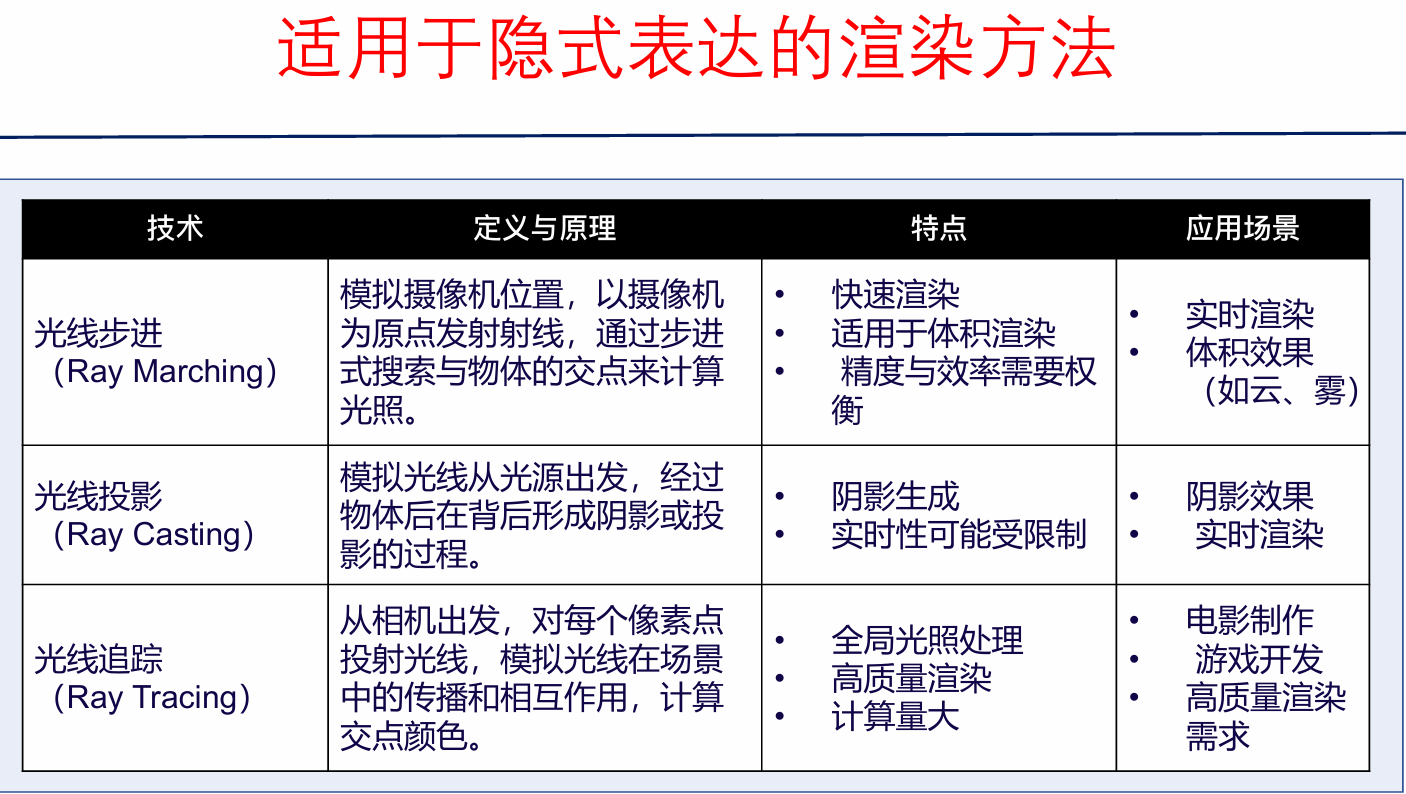 适用于隐式表达的渲染方法
技术
定义与原理
特点
应用场景
光线步进
（Ray Marching）
模拟摄像机位置，以摄像机
为原点发射射线，通过步进
式搜索与物体的交点来计算
光照。
• 快速渲染
• 适用于体积渲染
• 精度与效率需要权
衡
• 实时渲染
• 体积效果
（如云、雾）
光线投影
（Ray Casting）
模拟光线从光源出发，经过
物体后在背后形成阴影或投
影的过程。
• 阴影生成
• 实时性可能受限制
• 阴影效果
• 实时渲染
光线追踪
（Ray Tracing）
从相机出发，对每个像素点
投射光线，模拟光线在场景
中的传播和相互作用，计算
交点颜色。
• 全局光照处理
• 高质量渲染
• 计算量大
• 电影制作
• 游戏开发
• 高质量渲染
需求